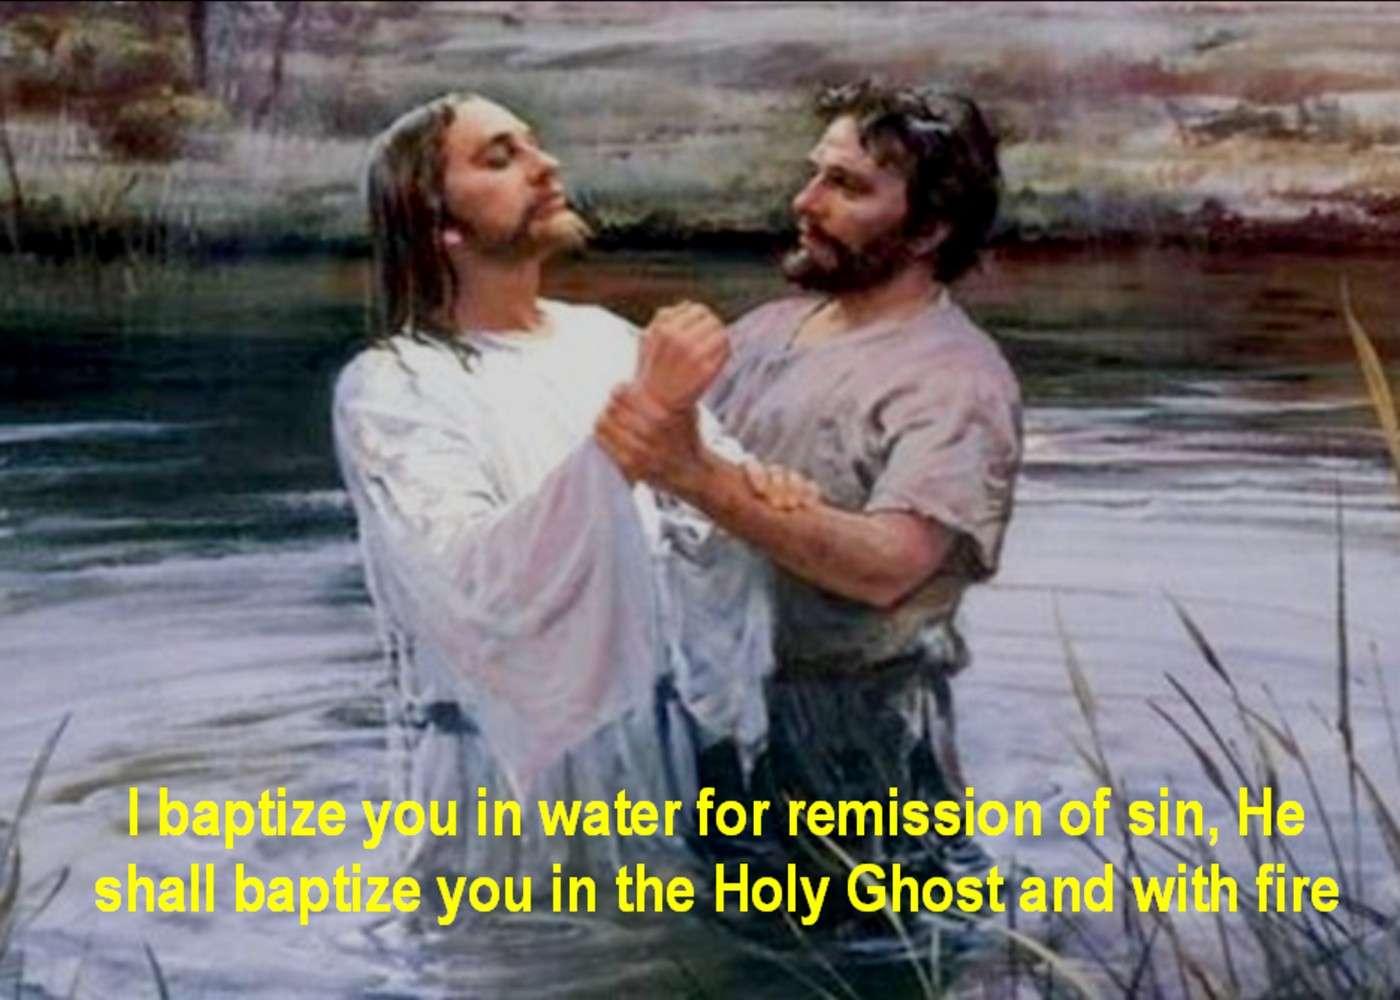 I baptize you in water for remission of sin, He
shall baptize you in the Holy Ghost and with fire